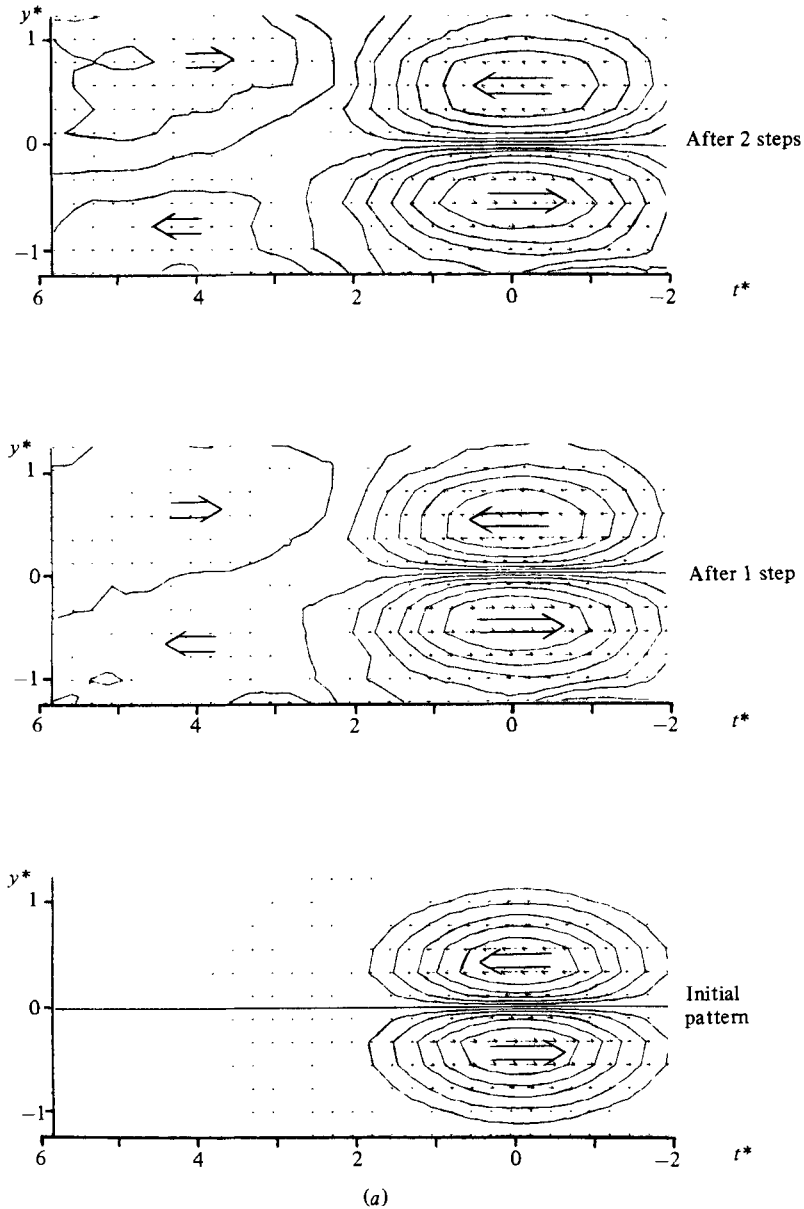 y*
1
0
−1
After 2 steps
6 4 2 0 −2 t*
y*
1
0
−1
After 1 step
6 4 2 0 −2 t*
y*
1
0
−1
Initial
pattern
6 4 2 0 −2 t*
(a)